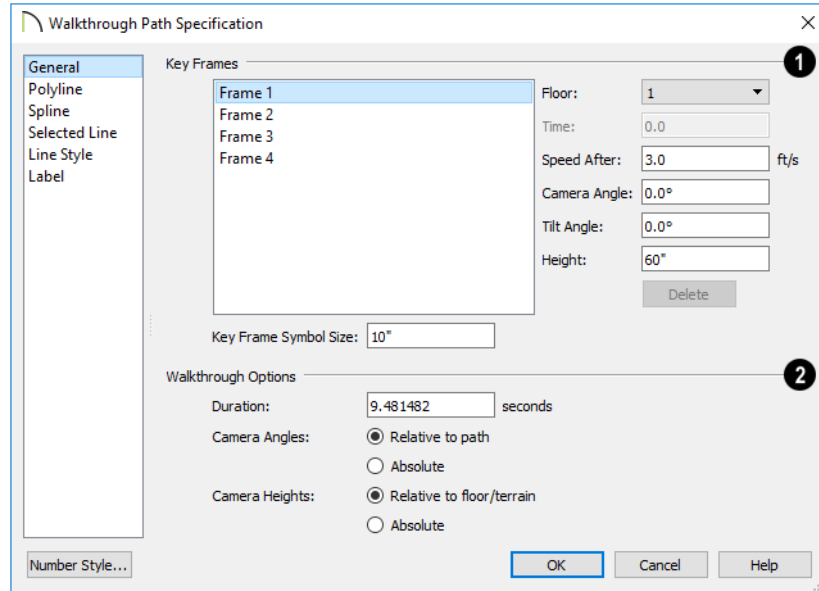 Walkthrough Path Specification
General
Polyline
Spline
Selected Line
Line Style
Label
Key Frames
1
Frame 1
Frame 2
Frame 3
Frame 4
Floor: 1
Time: 0.0
Speed After: 3.0 ft/s
Camera Angle: 0.0°
Tilt Angle: 0.0°
Height: 60"
Delete
Key Frame Symbol Size: 10"
Walkthrough Options
2
Duration: 9.481482 seconds
Camera Angles: Relative to path
Absolute
Camera Heights: Relative to floor/terrain
Absolute
Number Style... OK Cancel Help